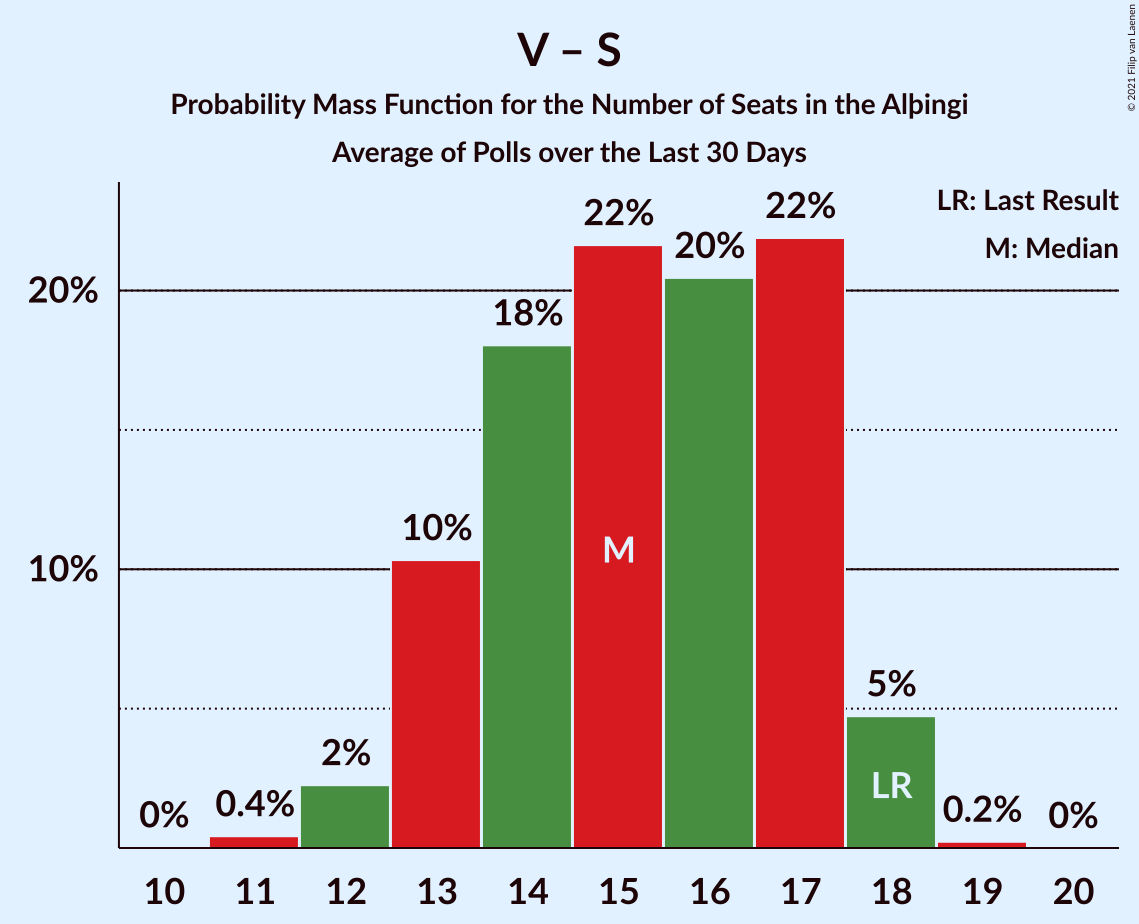 V – S
Probability Mass Function for the Number of Seats in the Alþingi
Average of Polls over the Last 30 Days
© 2021 Filip van Laenen
LR: Last Result
M: Median
20%
10%
0%
0.4%
2%
10%
18%
22%
20%
22%
5%
0.2%
0%
M
LR
10 11 12 13 14 15 16 17 18 19 20